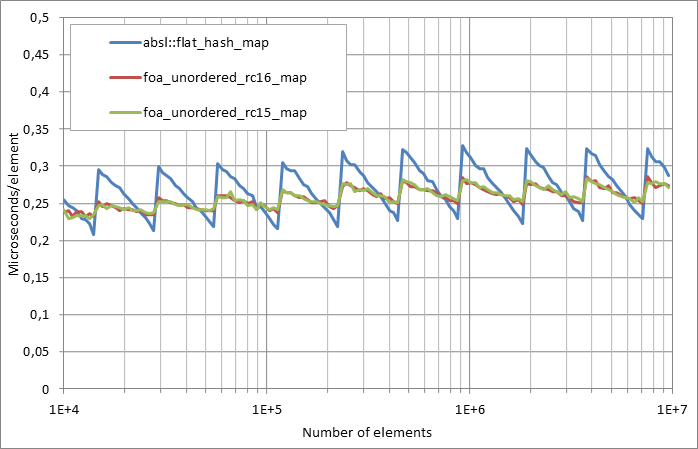 0,5
0,45
0,4
0,35
0,3
0,25
0,2
0,15
0,1
0,05
0
Microseconds/element
absl::flat_hash_map
foa_unordered_rc16_map
foa_unordered_rc15_map
1E+4 1E+5 1E+6 1E+7
Number of elements